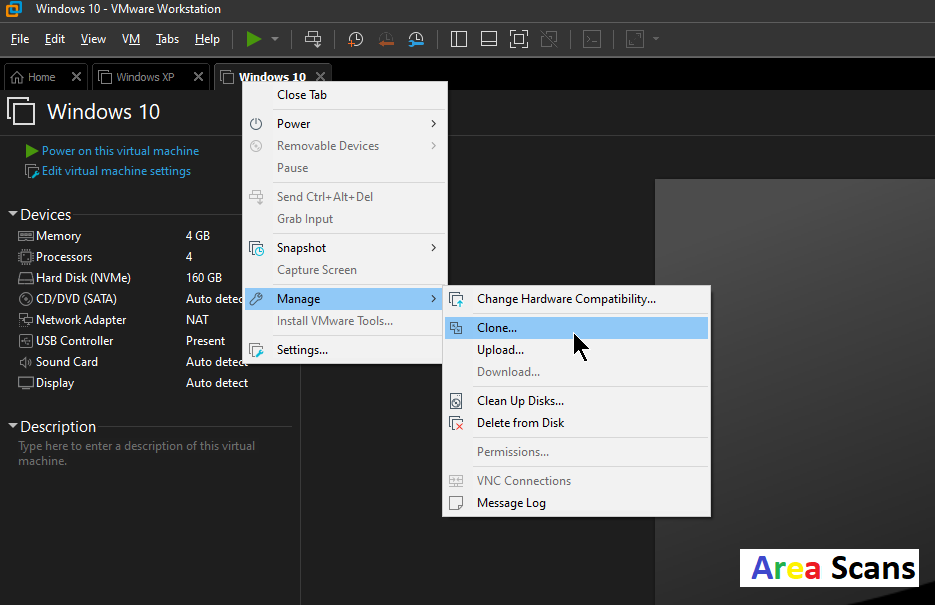 Windows 10 - VMware Workstation
File Edit View VM Tabs Help
Home Windows XP Windows 10
Windows 10
Power on this virtual machine
Edit virtual machine settings
Devices
Memory 4 GB
Processors 4
Hard Disk (NVMe) 160 GB
CD/DVD (SATA) Auto detec
Network Adapter NAT
USB Controller Present
Sound Card Auto detect
Display Auto detect
Description
Type here to enter a description of this virtual
machine.
Close Tab
Power
Removable Devices
Pause
Send Ctrl+Alt+Del
Grab Input
Snapshot
Capture Screen
Manage
Install VMware Tools...
Settings...
Change Hardware Compatibility...
Clone...
Upload...
Download...
Clean Up Disks...
Delete from Disk
Permissions...
VNC Connections
Message Log
Area Scans